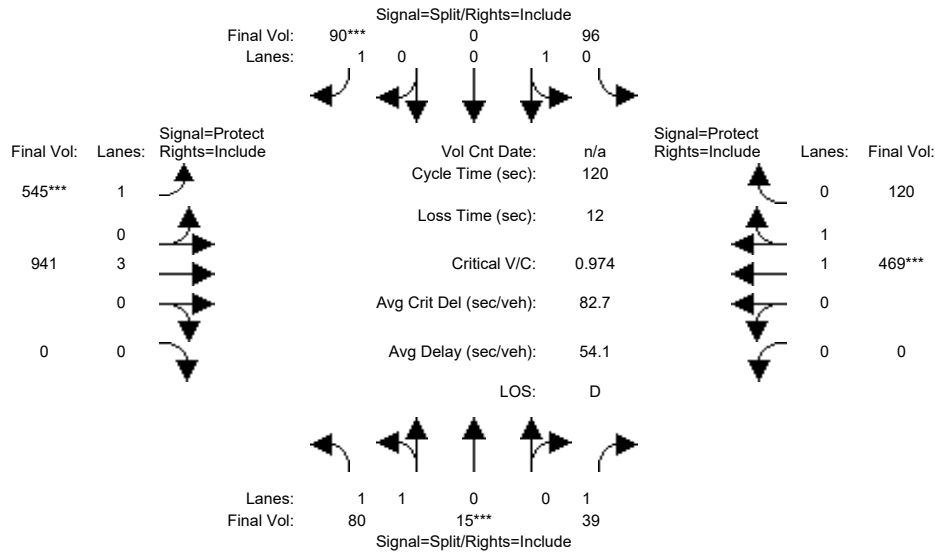 Signal=Split/Rights=Include
Final Vol: 90*** 0 96
Lanes: 1 0 0 1 0
Signal=Protect Signal=Protect
Final Vol: Lanes: Rights=Include Vol Cnt Date: n/a Rights=Include Lanes: Final Vol:
Cycle Time (sec): 120
545*** 1 0 120
Loss Time (sec): 12
0 1
941 3 Critical V/C: 0.974 1 469***
0 Avg Crit Del (sec/veh): 82.7 0
0 0 Avg Delay (sec/veh): 54.1 0 0
LOS: D
Lanes: 1 1 0 0 1
Final Vol: 80 15*** 39
Signal=Split/Rights=Include